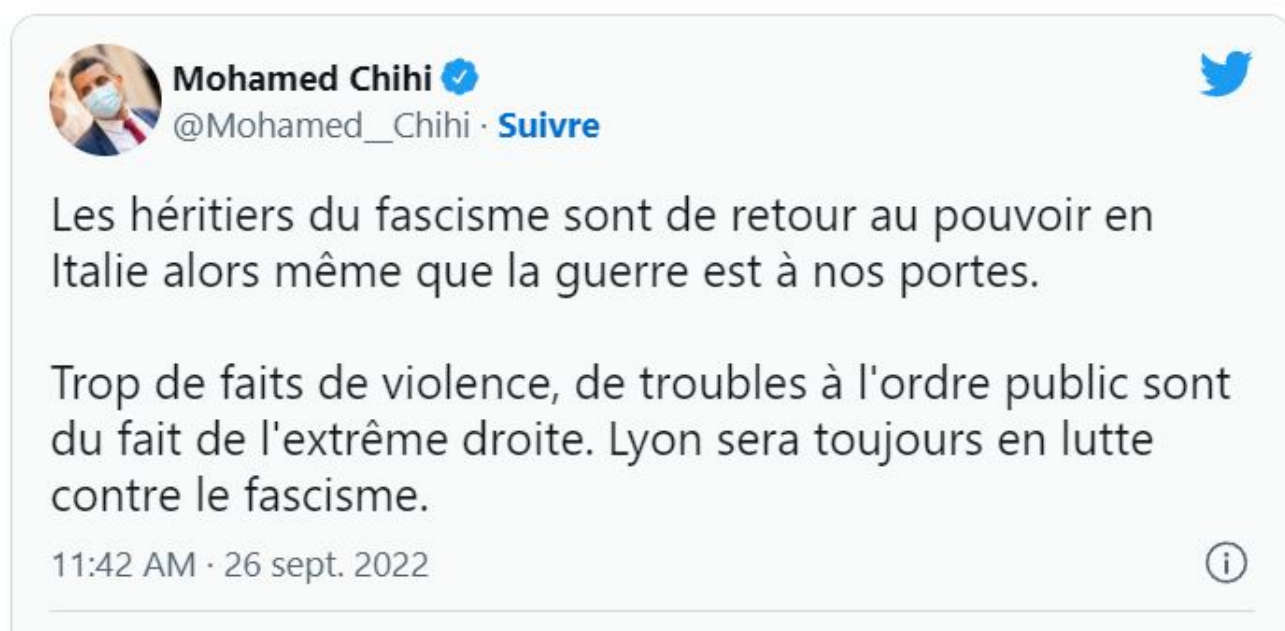 Mohamed Chihi
@Mohamed__Chihi · Suivre
Les héritiers du fascisme sont de retour au pouvoir en
Italie alors même que la guerre est à nos portes.
Trop de faits de violence, de troubles à l'ordre public sont
du fait de l'extrême droite. Lyon sera toujours en lutte
contre le fascisme.
11:42 AM · 26 sept. 2022